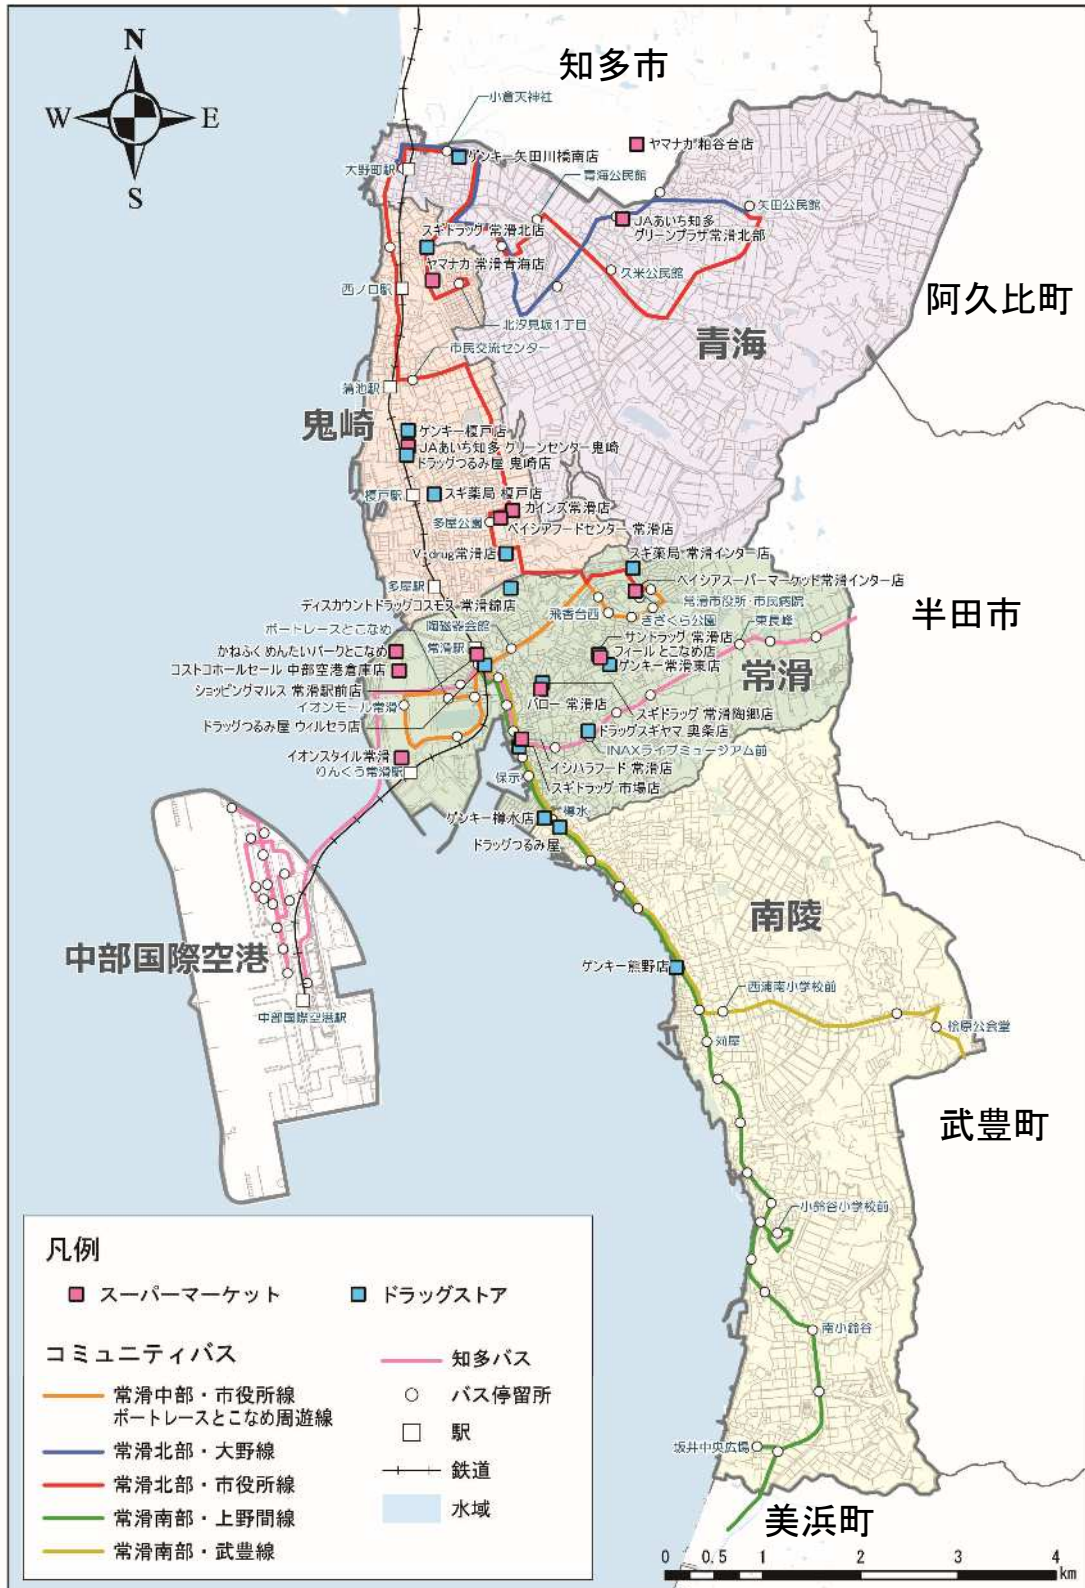 N
W
E
S
知多市
小倉天神社
ヤマナカ 粕谷台店
ゲンキー矢田川橋南店
大野町駅
青海公民館
矢田公民館
JAあいち知多
グリーンプラザ常滑北部
スギドラッグ 常滑北店
ヤマナカ 常滑青海店
久米公民館
西ノ口駅
阿久比町
北汐見坂1丁目
青海
市民交流センター
蒲池駅
鬼崎
ゲンキー榎戸店
JAあいち知多 グリーンセンター鬼崎
ドラッグつるみ屋 鬼崎店
榎戸駅
スギ薬局 榎戸店
カインズ常滑店
多屋公園
ベイシアフードセンター 常滑店
V・drug常滑店
スギ薬局 常滑インター店
多屋駅
ベイシアスーパーマーケット常滑インター店
ディスカウントドラッグコスモス 常滑錦店
飛香台西
常滑市役所・市民病院
きざくら公園
半田市
ボートレースとこなめ
陶磁器会館
サンドラッグ 常滑店
東長峰
かねふく めんたいパークとこなめ
常滑駅
フィール とこなめ店
ゲンキー常滑東店
コストコホールセール 中部空港倉庫店
常滑
ショッピングマルス 常滑駅前店
バロー 常滑店
イオンモール常滑
スギドラッグ 常滑陶郷店
ドラッグつるみ屋 ウィルセラ店
ドラッグスギヤマ 奥条店
INAXライブミュージアム前
イオンスタイル常滑
りんくう常滑駅
イシハラフード 常滑店
保示
スギドラッグ 市場店
ゲンキー樽水店
樽水
ドラッグつるみ屋
南陵
中部国際空港
ゲンキー熊野店
西浦南小学校前
中部国際空港駅
桧原公会堂
苅屋
武豊町
小鈴谷小学校前
南小鈴谷
坂井中央広場
美浜町
凡例
スーパーマーケット
ドラッグストア
コミュニティバス
常滑中部・市役所線
ボートレースとこなめ周遊線
常滑北部・大野線
常滑北部・市役所線
常滑南部・上野間線
常滑南部・武豊線
知多バス
バス停留所
駅
鉄道
水域
0 0.5 1 2 3 4
km